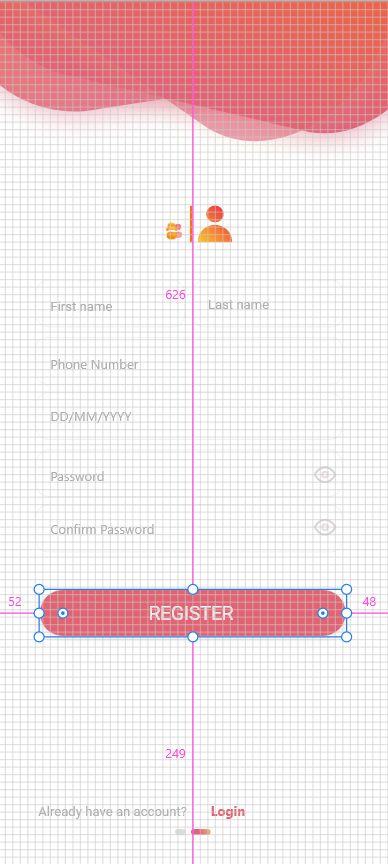 626
First name
Last name
Phone Number
DD/MM/YYYY
Password
Confirm Password
52
48
REGISTER
249
Already have an account? Login